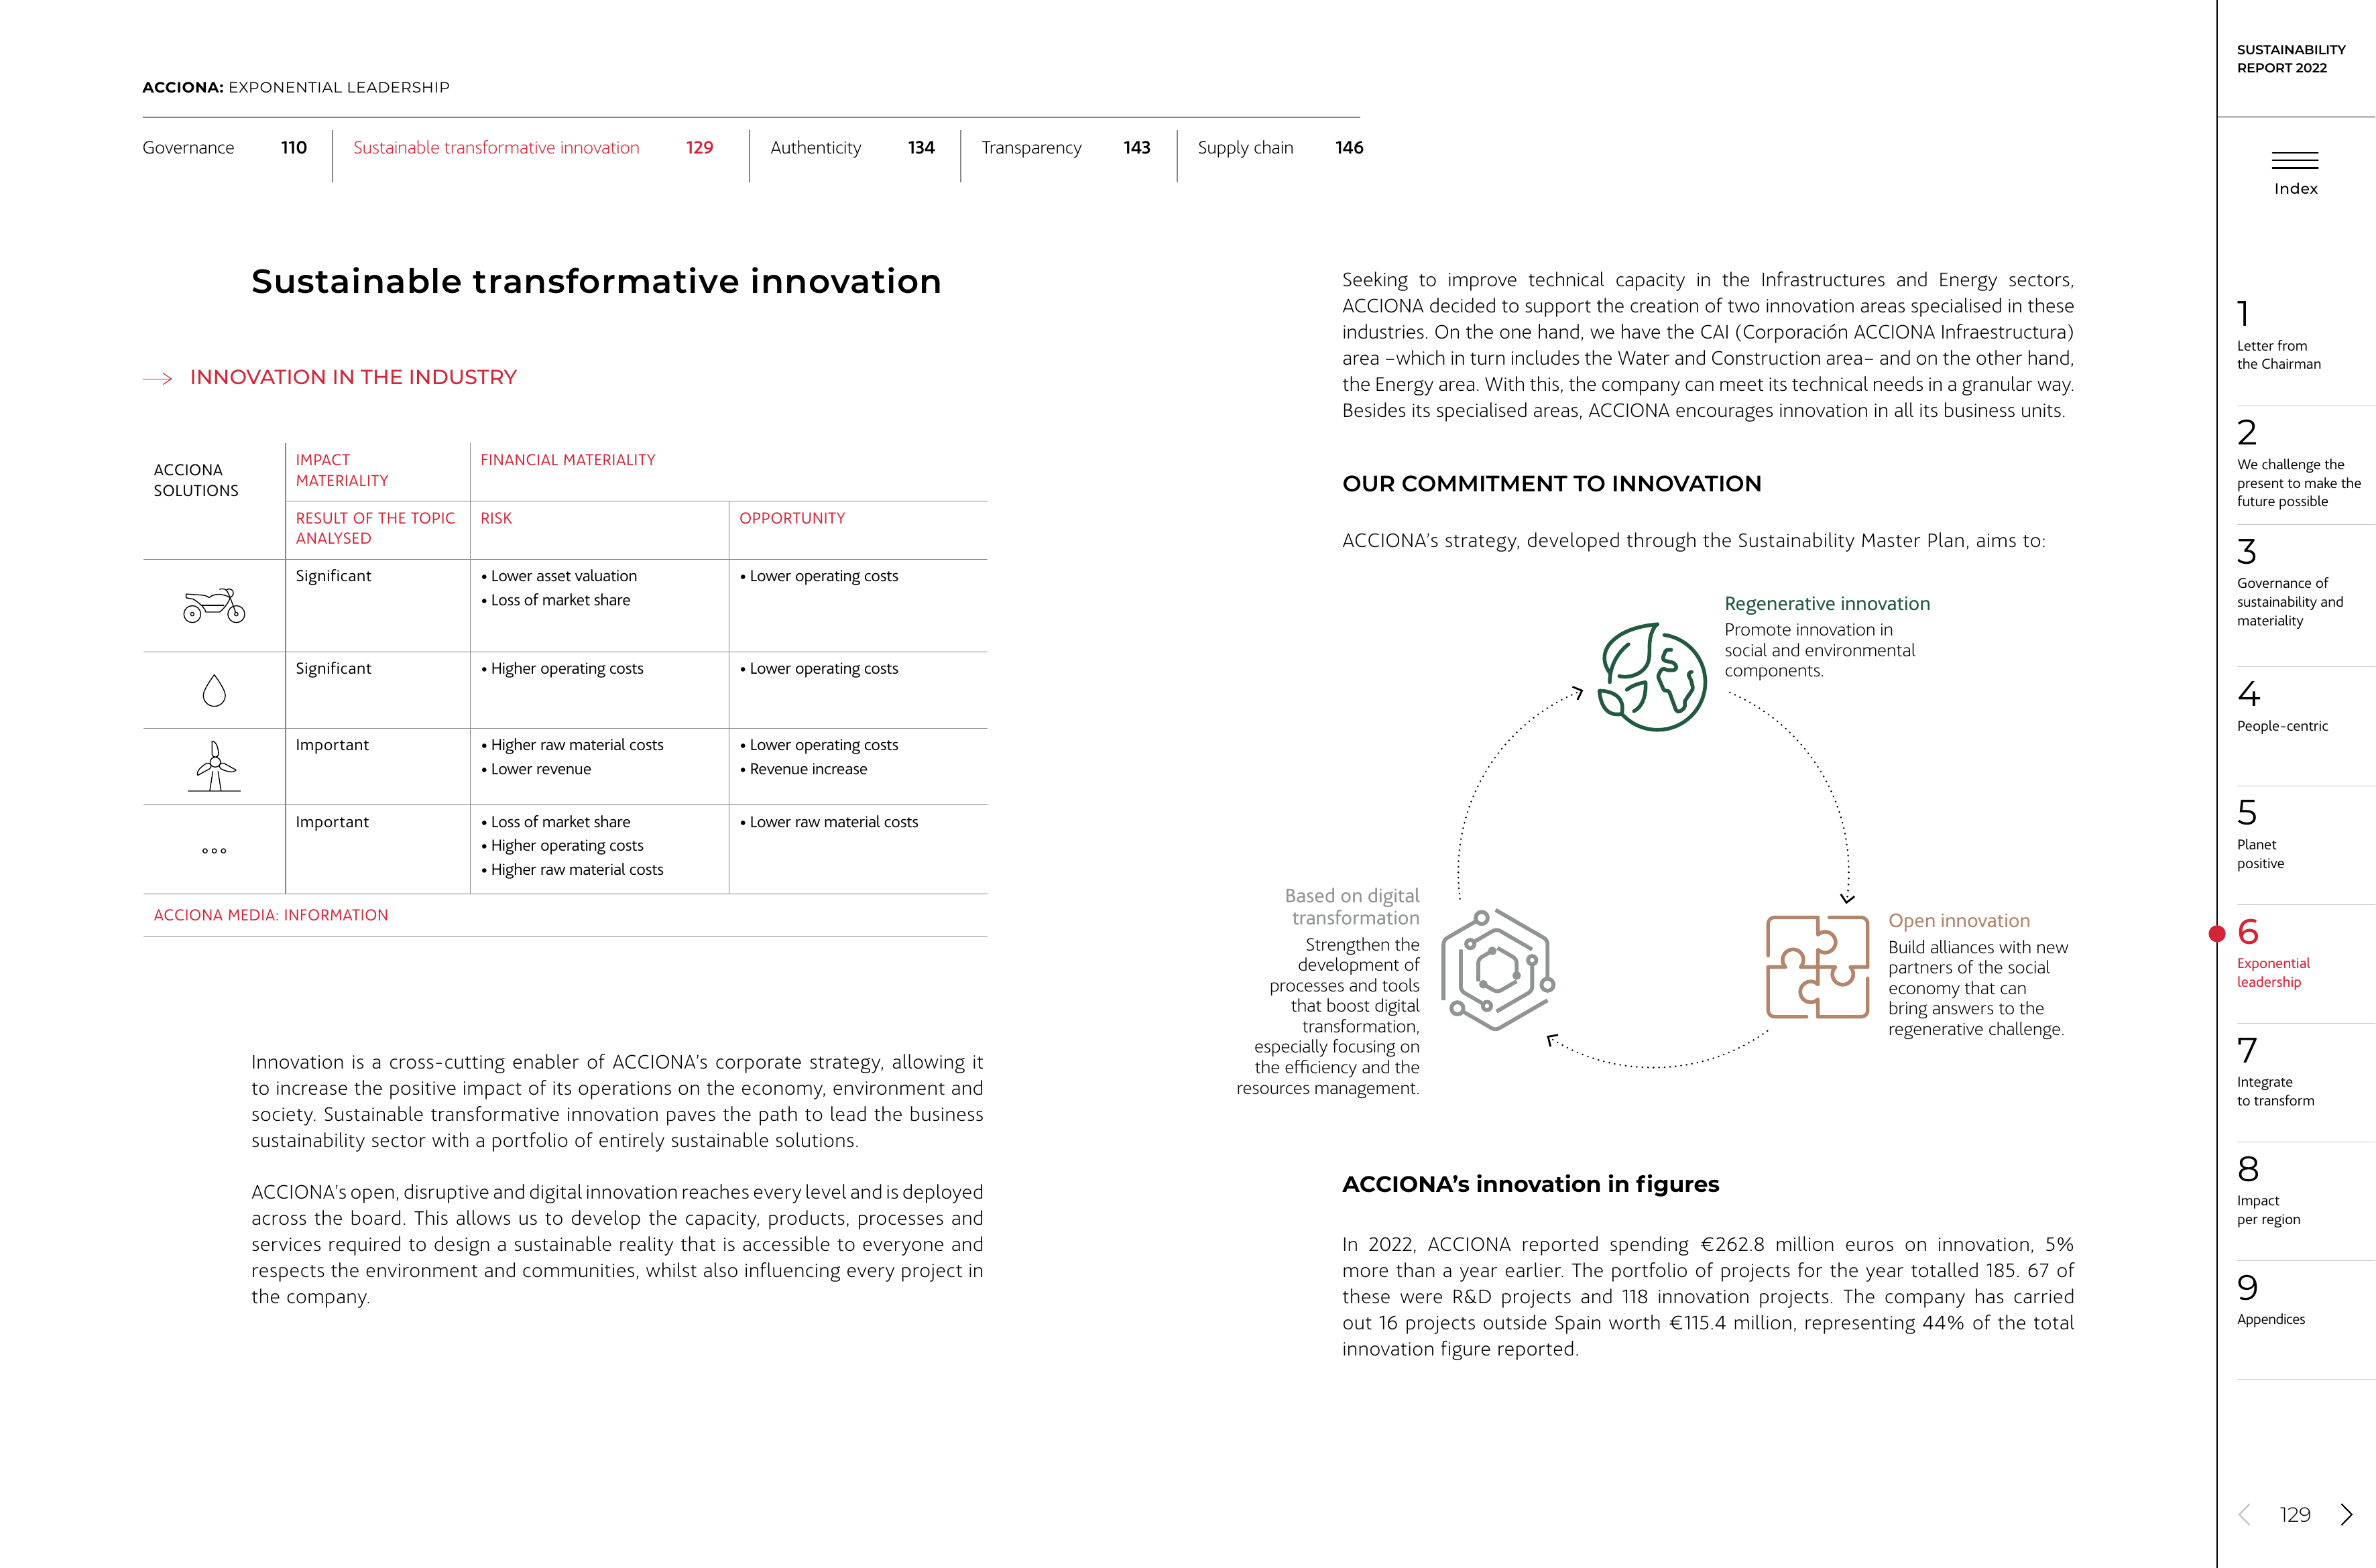 ACCIONA: EXPONENTIAL LEADERSHIP
Governance 110
Sustainable transformative innovation 129
Authenticity 134
Transparency 143
Supply chain 146
Sustainable transformative innovation
INNOVATION IN THE INDUSTRY
ACCIONA
SOLUTIONS
IMPACT
MATERIALITY
FINANCIAL MATERIALITY
RESULT OF THE TOPIC
ANALYSED
RISK
OPPORTUNITY
Significant
• Lower asset valuation
• Loss of market share
• Lower operating costs
Significant
• Higher operating costs
• Lower operating costs
Important
• Higher raw material costs
• Lower revenue
• Lower operating costs
• Revenue increase
Important
• Loss of market share
• Higher operating costs
• Higher raw material costs
• Lower raw material costs
ACCIONA MEDIA: INFORMATION
Innovation is a cross-cutting enabler of ACCIONA's corporate strategy, allowing it
to increase the positive impact of its operations on the economy, environment and
society. Sustainable transformative innovation paves the path to lead the business
sustainability sector with a portfolio of entirely sustainable solutions.
ACCIONA's open, disruptive and digital innovation reaches every level and is deployed
across the board. This allows us to develop the capacity, products, processes and
services required to design a sustainable reality that is accessible to everyone and
respects the environment and communities, whilst also influencing every project in
the company.
Seeking to improve technical capacity in the Infrastructures and Energy sectors,
ACCIONA decided to support the creation of two innovation areas specialised in these
industries. On the one hand, we have the CAI (Corporación ACCIONA Infraestructura)
area –which in turn includes the Water and Construction area– and on the other hand,
the Energy area. With this, the company can meet its technical needs in a granular way.
Besides its specialised areas, ACCIONA encourages innovation in all its business units.
OUR COMMITMENT TO INNOVATION
ACCIONA's strategy, developed through the Sustainability Master Plan, aims to:
Regenerative innovation
Promote innovation in
social and environmental
components.
Open innovation
Build alliances with new
partners of the social
economy that can
bring answers to the
regenerative challenge.
Based on digital
transformation
Strengthen the
development of
processes and tools
that boost digital
transformation,
especially focusing on
the efficiency and the
resources management.
ACCIONA's innovation in figures
In 2022, ACCIONA reported spending €262.8 million euros on innovation, 5%
more than a year earlier. The portfolio of projects for the year totalled 185. 67 of
these were R&D projects and 118 innovation projects. The company has carried
out 16 projects outside Spain worth €115.4 million, representing 44% of the total
innovation figure reported.
SUSTAINABILITY
REPORT 2022
Index
1
Letter from
the Chairman
2
We challenge the
present to make the
future possible
3
Governance of
sustainability and
materiality
4
People-centric
5
Planet
positive
6
Exponential
leadership
7
Integrate
to transform
8
Impact
per region
9
Appendices
129